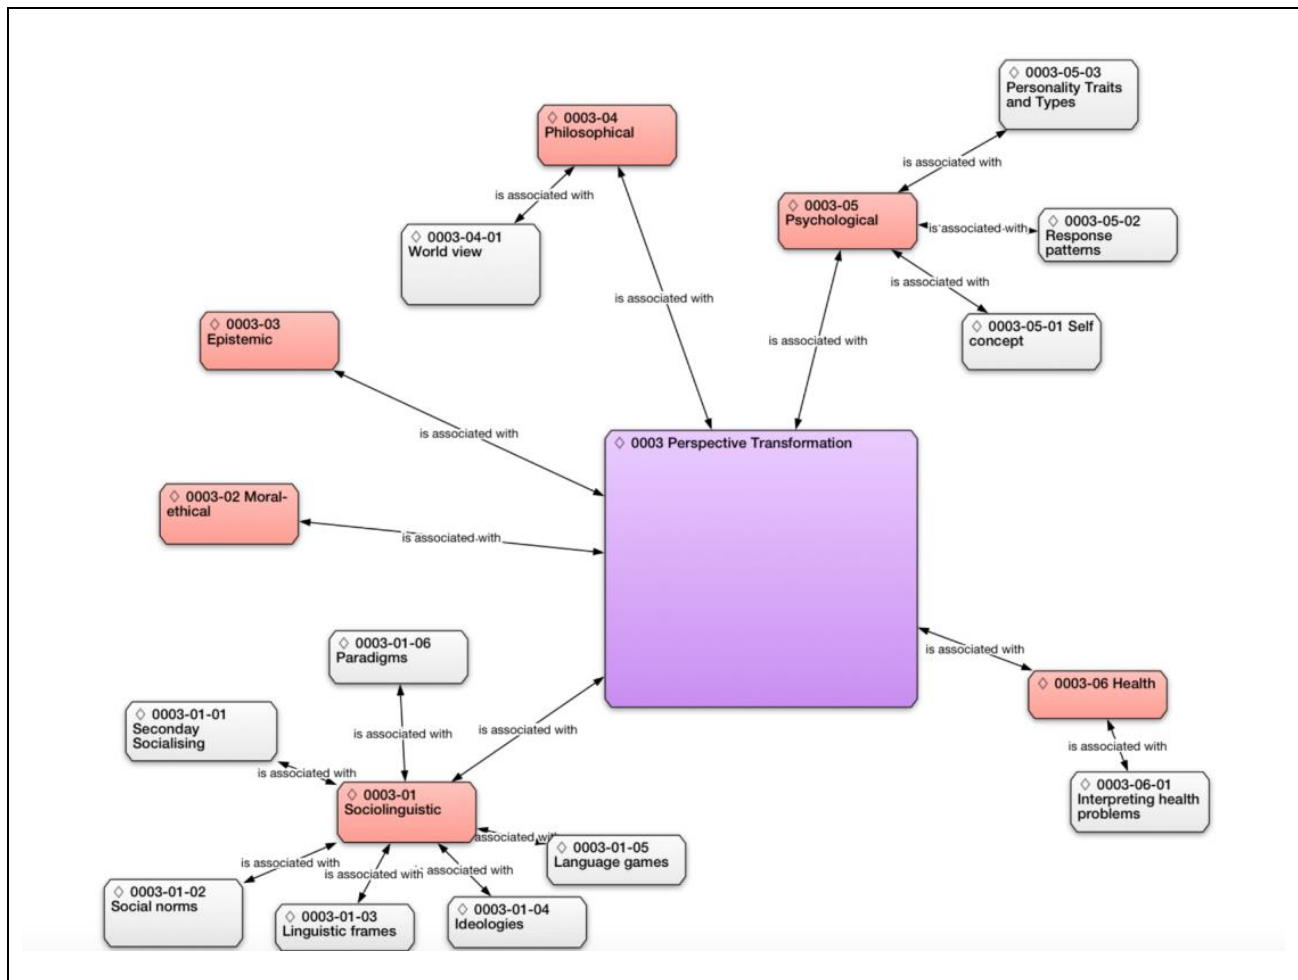 ◇ 0003-05-03
Personality Traits
and Types
◇ 0003-04
Philosophical
is associated with
is associated with
◇ 0003-05
Psychological
◇ 0003-05-02
Response
patterns
is associated with
◇ 0003-04-01
World view
is associated with
is associated with
◇ 0003-03
Epistemic
◇ 0003-05-01 Self
concept
is associated with
is associated with
◇ 0003 Perspective Transformation
◇ 0003-02 Moral-
ethical
is associated with
◇ 0003-01-06
Paradigms
is associated with
◇ 0003-06 Health
◇ 0003-01-01
Seconday
Socialising
is associated with
is associated with
is associated with
is associated with
◇ 0003-06-01
Interpreting health
problems
◇ 0003-01
Sociolinguistic
associated with
◇ 0003-01-05
Language games
is associated with
is associated with
associated with
◇ 0003-01-02
Social norms
◇ 0003-01-03
Linguistic frames
◇ 0003-01-04
Ideologies